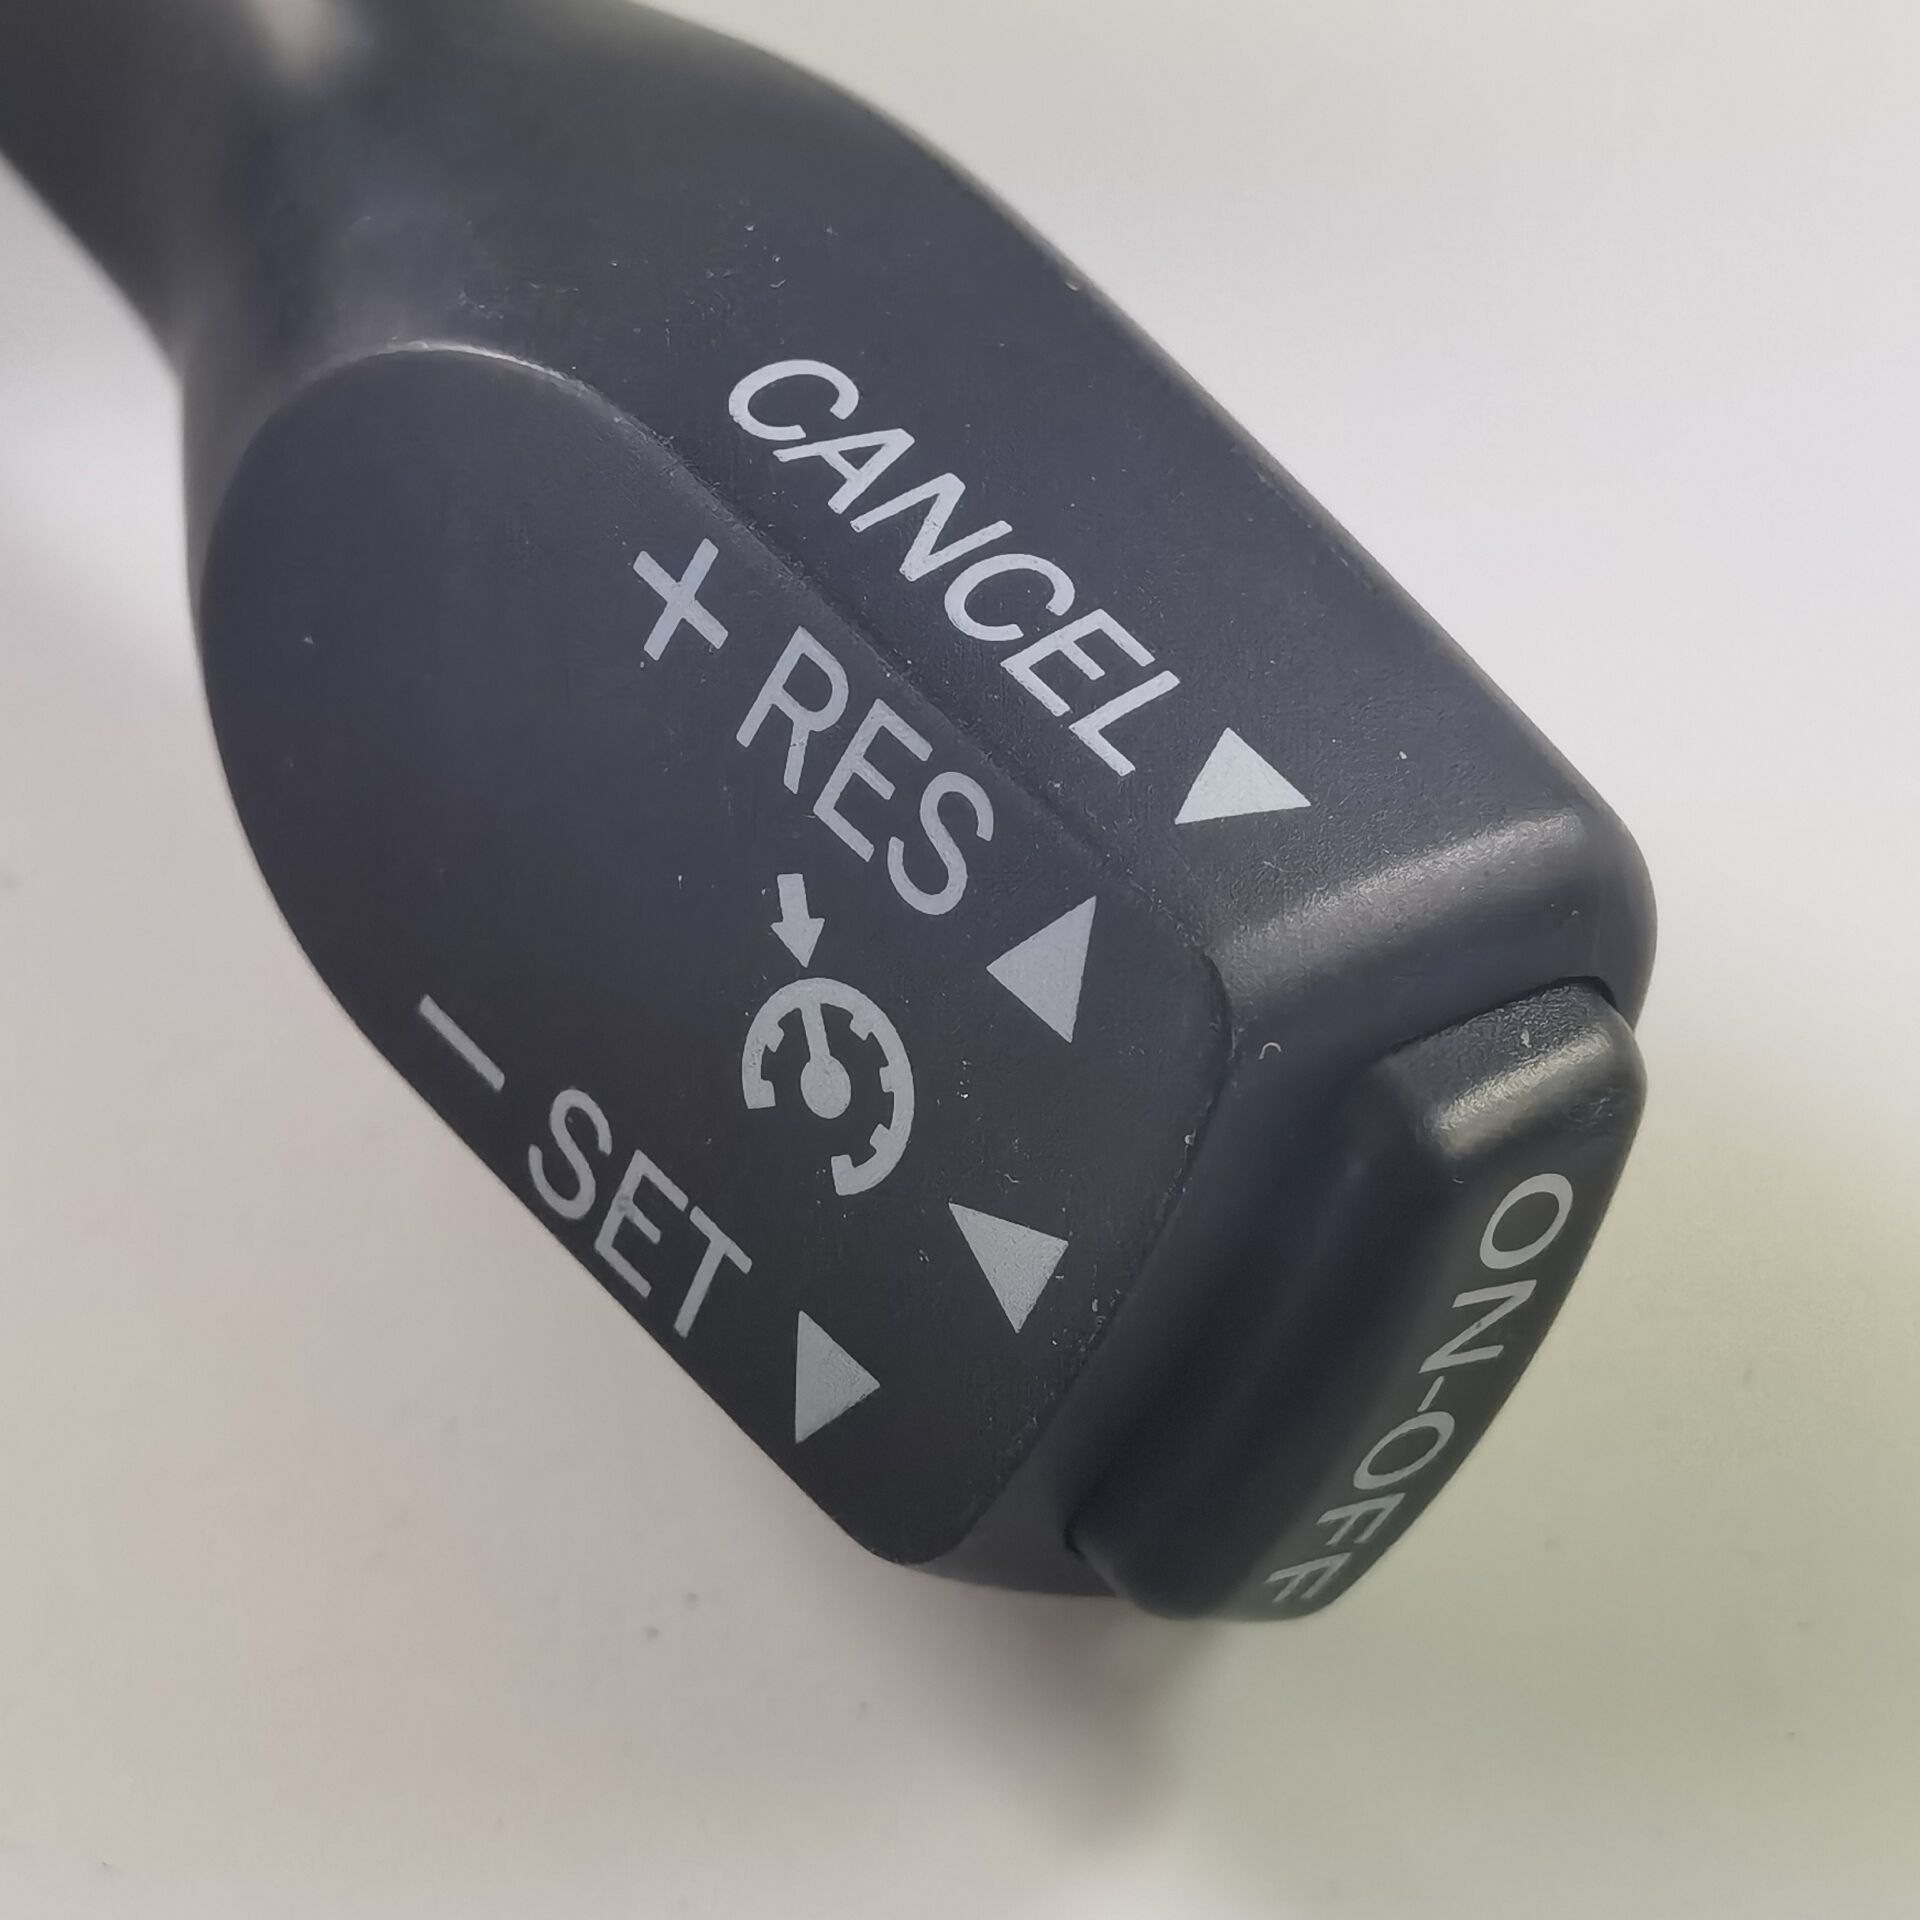 CANCEL
+ RES
- SET
ON-OFF